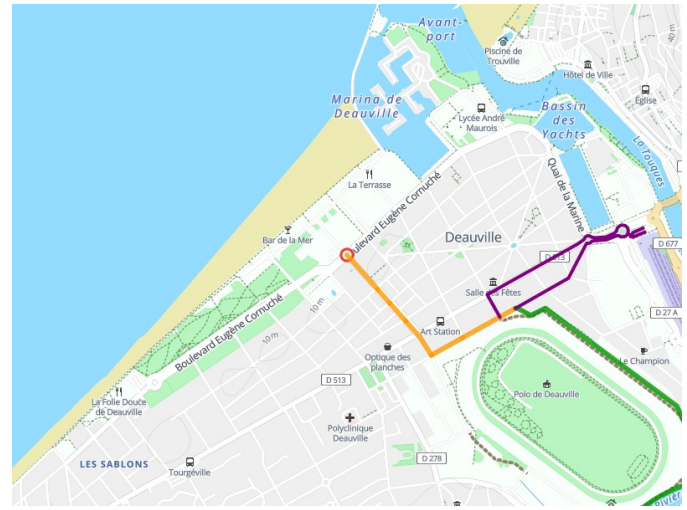 Avant-
port
Piscine de
Trouville
Hôtel de Ville
Église
Marina de
Deauville
Lycée André
Maurois
Bassin
des
Yachts
La Touques
Quai de la Marine
La Terrasse
Boulevard Eugène Cornuché
Bar de la Mer
Deauville
D 513
D 677
Salle des Fêtes
D 27 A
10 m
10 m
Art Station
Boulevard Eugène Cornuché
Optique des
planches
Le Champion
D 513
Polo de Deauville
La Folie Douce
de Deauville
Polyclinique
Deauville
D 278
LES SABLONS
Tourgéville
40 m